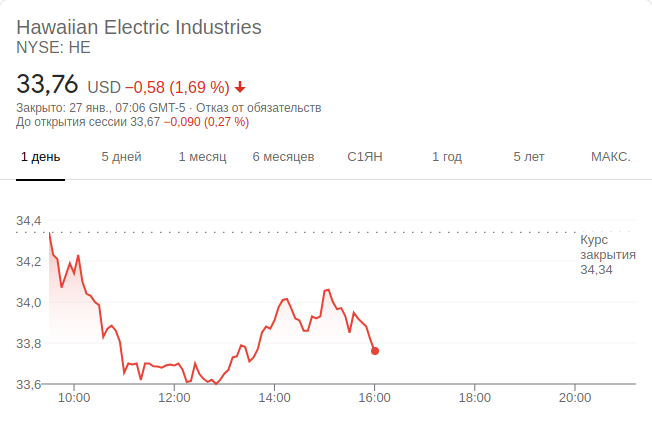 Hawaiian Electric Industries
NYSE: HE
33,76 USD −0,58 (1,69 %)
Закрыто: 27 янв., 07:06 GMT-5 · Отказ от обязательств
До открытия сессии 33,67 −0,090 (0,27 %)
1 день 5 дней 1 месяц 6 месяцев С1ЯН 1 год 5 лет МАКС.
34,4
Курс
закрытия
34,34
34,2
34,0
33,8
33,6
10:00 12:00 14:00 16:00 18:00 20:00